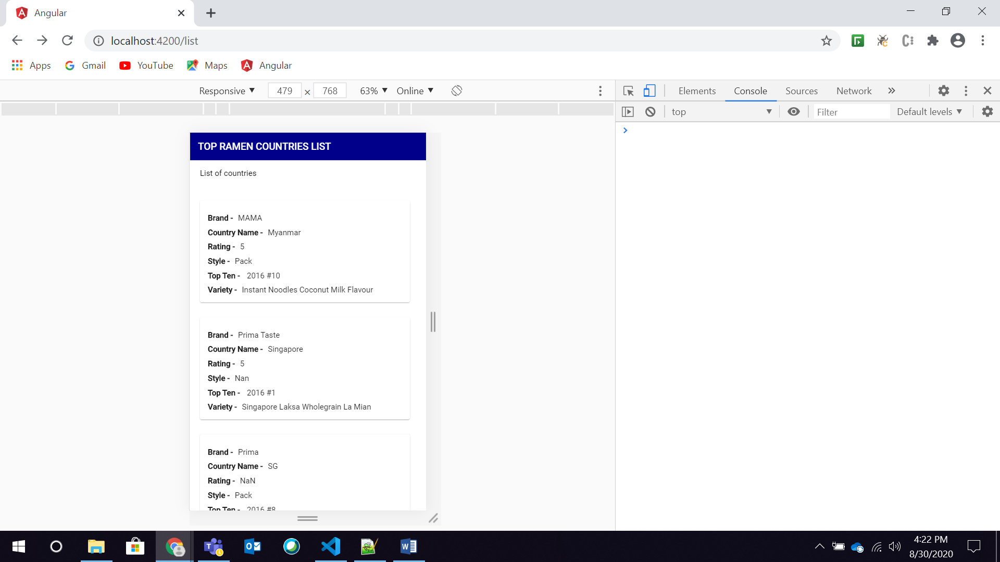 Angular
localhost:4200/list
Apps Gmail YouTube Maps Angular
Responsive 479 × 768 63% Online
Elements Console Sources Network
top Filter Default levels
TOP RAMEN COUNTRIES LIST
List of countries
Brand - MAMA
Country Name - Myanmar
Rating - 5
Style - Pack
Top Ten - 2016 #10
Variety - Instant Noodles Coconut Milk Flavour
Brand - Prima Taste
Country Name - Singapore
Rating - 5
Style - Nan
Top Ten - 2016 #1
Variety - Singapore Laksa Wholegrain La Mian
Brand - Prima
Country Name - SG
Rating - NaN
Style - Pack
Top Ten - 2016 #8
4:22 PM
8/30/2020